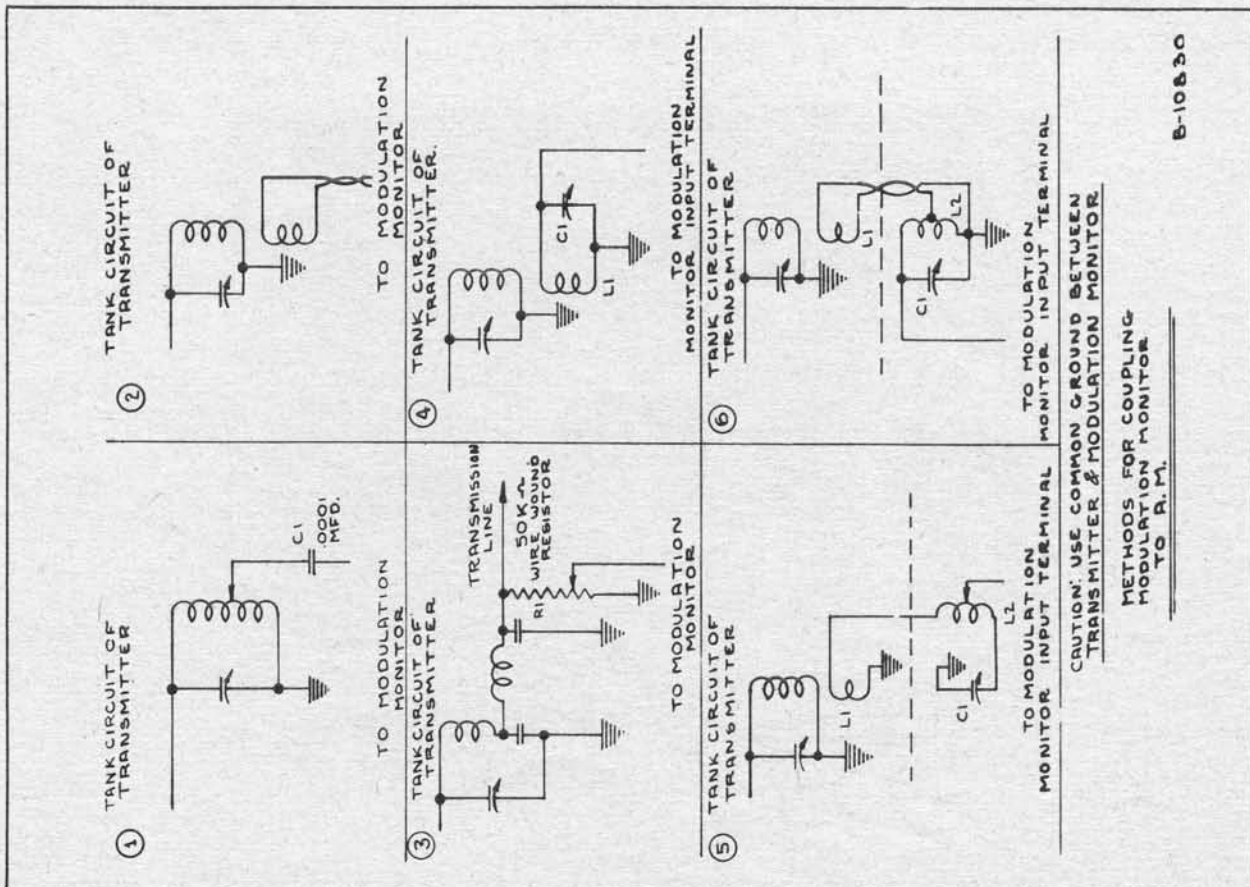 ①
TANK CIRCUIT OF
TRANSMITTER
C1
.0001
MFD.
TO MODULATION
MONITOR
②
TANK CIRCUIT OF
TRANSMITTER
TO MODULATION
MONITOR
③
TANK CIRCUIT OF
TRANSMITTER
TRANSMISSION
LINE
50K~
WIRE WOUND
RESISTOR
R1
TO MODULATION
MONITOR
④
TANK CIRCUIT OF
TRANSMITTER.
C1
L1
TO MODULATION
MONITOR INPUT TERMINAL
⑤
TANK CIRCUIT OF
TRANSMITTER
L1
C1
L2
TO MODULATION
MONITOR INPUT TERMINAL
⑥
TANK CIRCUIT OF
TRANSMITTER
L1
C1
L2
TO MODULATION
MONITOR INPUT TERMINAL
CAUTION: USE COMMON GROUND BETWEEN
TRANSMITTER & MODULATION MONITOR
METHODS FOR COUPLING
MODULATION MONITOR
TO A.M.
B-10830